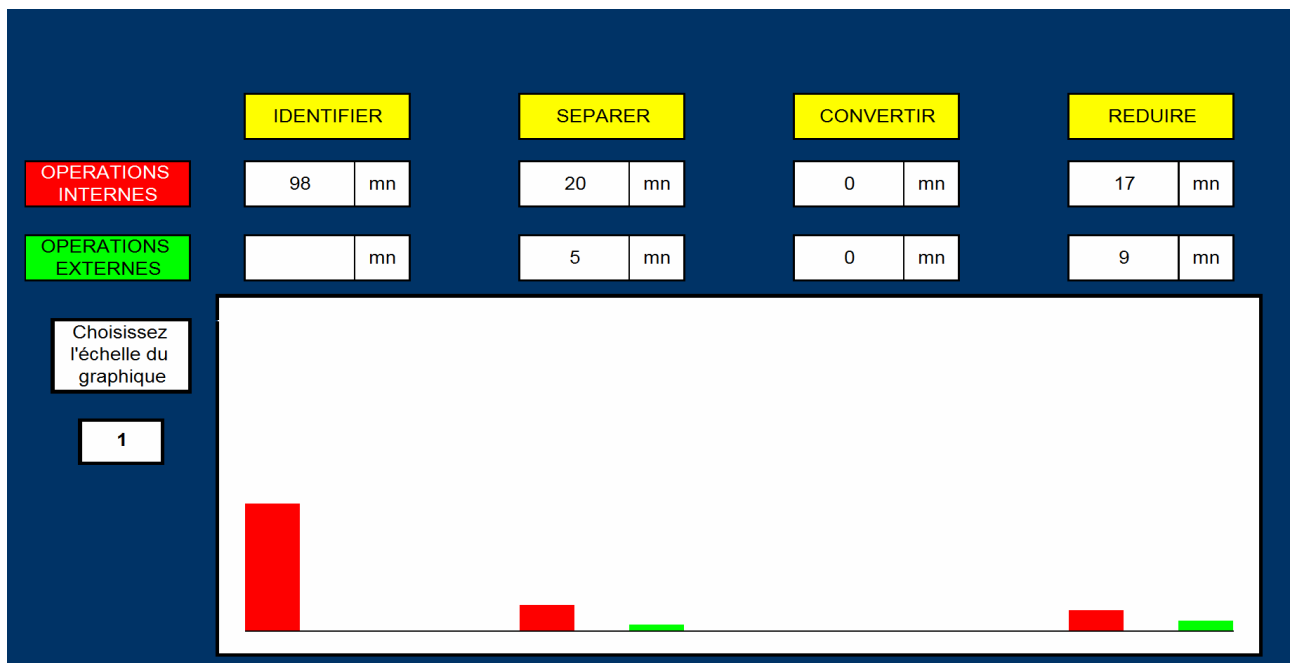 IDENTIFIER SEPARER CONVERTIR REDUIRE
OPERATIONS
INTERNES
98 mn 20 mn 0 mn 17 mn
OPERATIONS
EXTERNES
mn 5 mn 0 mn 9 mn
Choisissez
l'échelle du
graphique
1